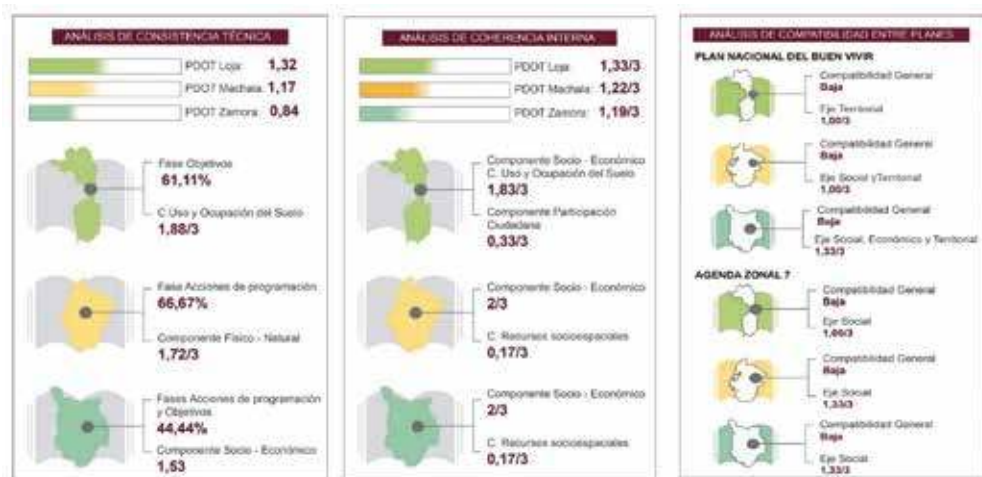 ANÁLISIS DE CONSISTENCIA TÉCNICA
PDOT Loja: 1,32
PDOT Machala: 1,17
PDOT Zamora: 0,84
Fase Objetivos
61,11%
C Uso y Ocupación del Suelo
1,88/3
Fase Acciones de programación
66,67%
Componente Físico - Natural
1,72/3
Fases Acciones de programación
y Objetivos
44,44%
Componente Socio - Económico
1,53
ANÁLISIS DE COHERENCIA INTERNA
PDOT Loja: 1,33/3
PDOT Machala: 1,22/3
PDOT Zamora: 1,19/3
Componente Socio - Económico
C. Uso y Ocupación del Suelo
1,83/3
Componente Participación
Ciudadana
0,33/3
Componente Socio - Económico
2/3
C. Recursos socioespaciales
0,17/3
Componente Socio - Económico
2/3
C. Recursos socioespaciales
0,17/3
ANÁLISIS DE COMPATIBILIDAD ENTRE PLANES
PLAN NACIONAL DEL BUEN VIVIR
Compatibilidad General
Baja
Eje Territorial
1,00/3
Compatibilidad General
Baja
Eje Social yTerritorial
1,00/3
Compatibilidad General
Baja
Eje Social, Económico y Territorial
1,33/3
AGENDA ZONAL 7
Compatibilidad General
Baja
Eje Social
Compatibilidad General
Baja
Eje Social
1,33/3
Compatibilidad General
Baja
Eje Social
1,33/3